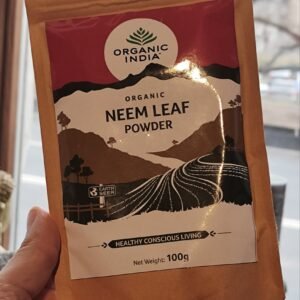 ORGANIC
INDIA
ORGANIC
NEEM LEAF
POWDER
HEALTHY CONSCIOUS LIVING
Net Weight: 100g